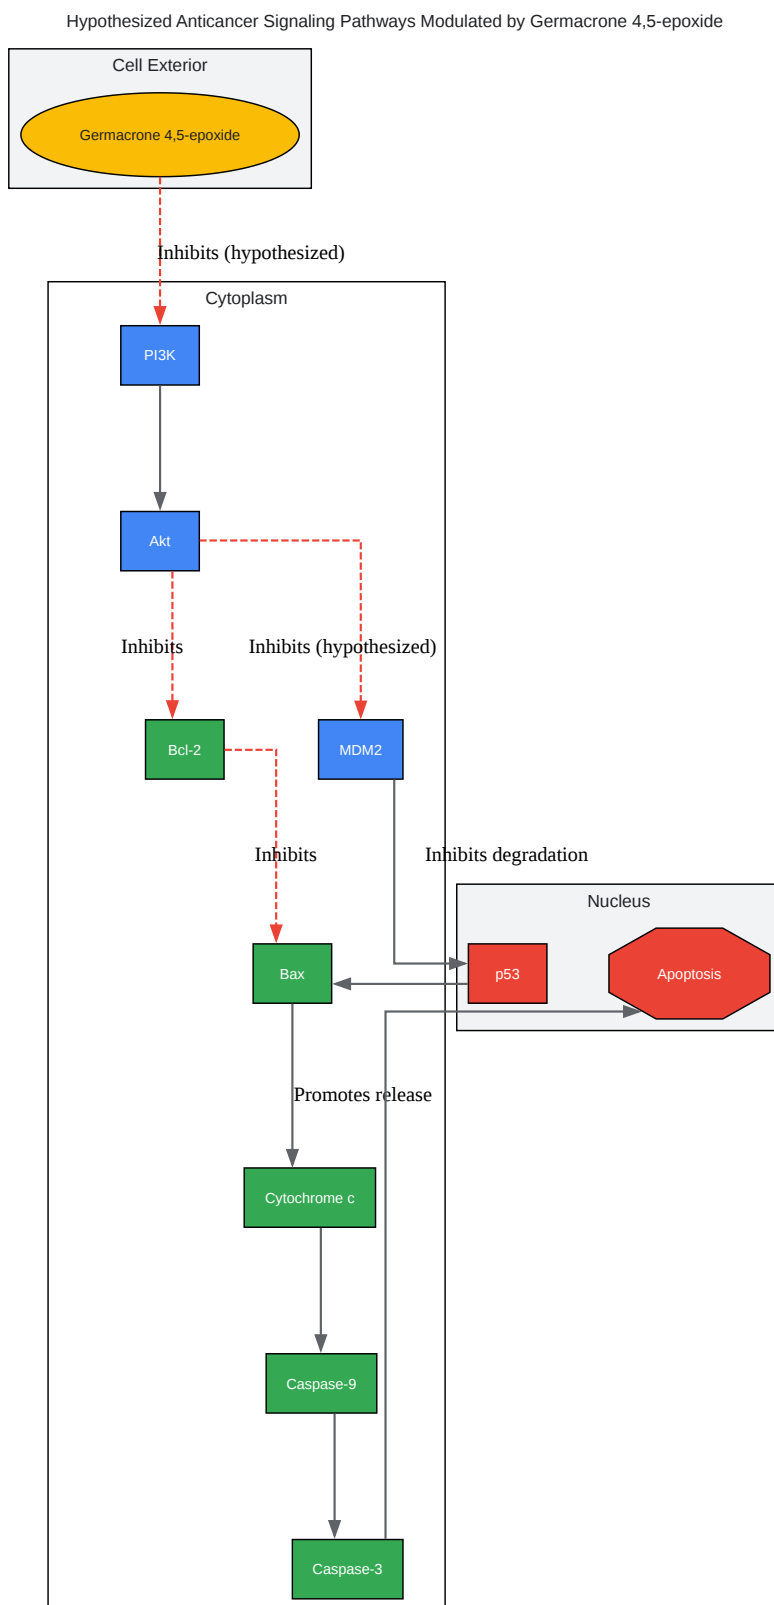 Hypothesized Anticancer Signaling Pathways Modulated by Germacrone 4,5-epoxide
Cell Exterior
Germacrone 4,5-epoxide
Inhibits (hypothesized)
Cytoplasm
PI3K
Akt
Inhibits
Inhibits (hypothesized)
Bcl-2
MDM2
Inhibits
Inhibits degradation
Nucleus
Bax
p53
Apoptosis
Promotes release
Cytochrome c
Caspase-9
Caspase-3